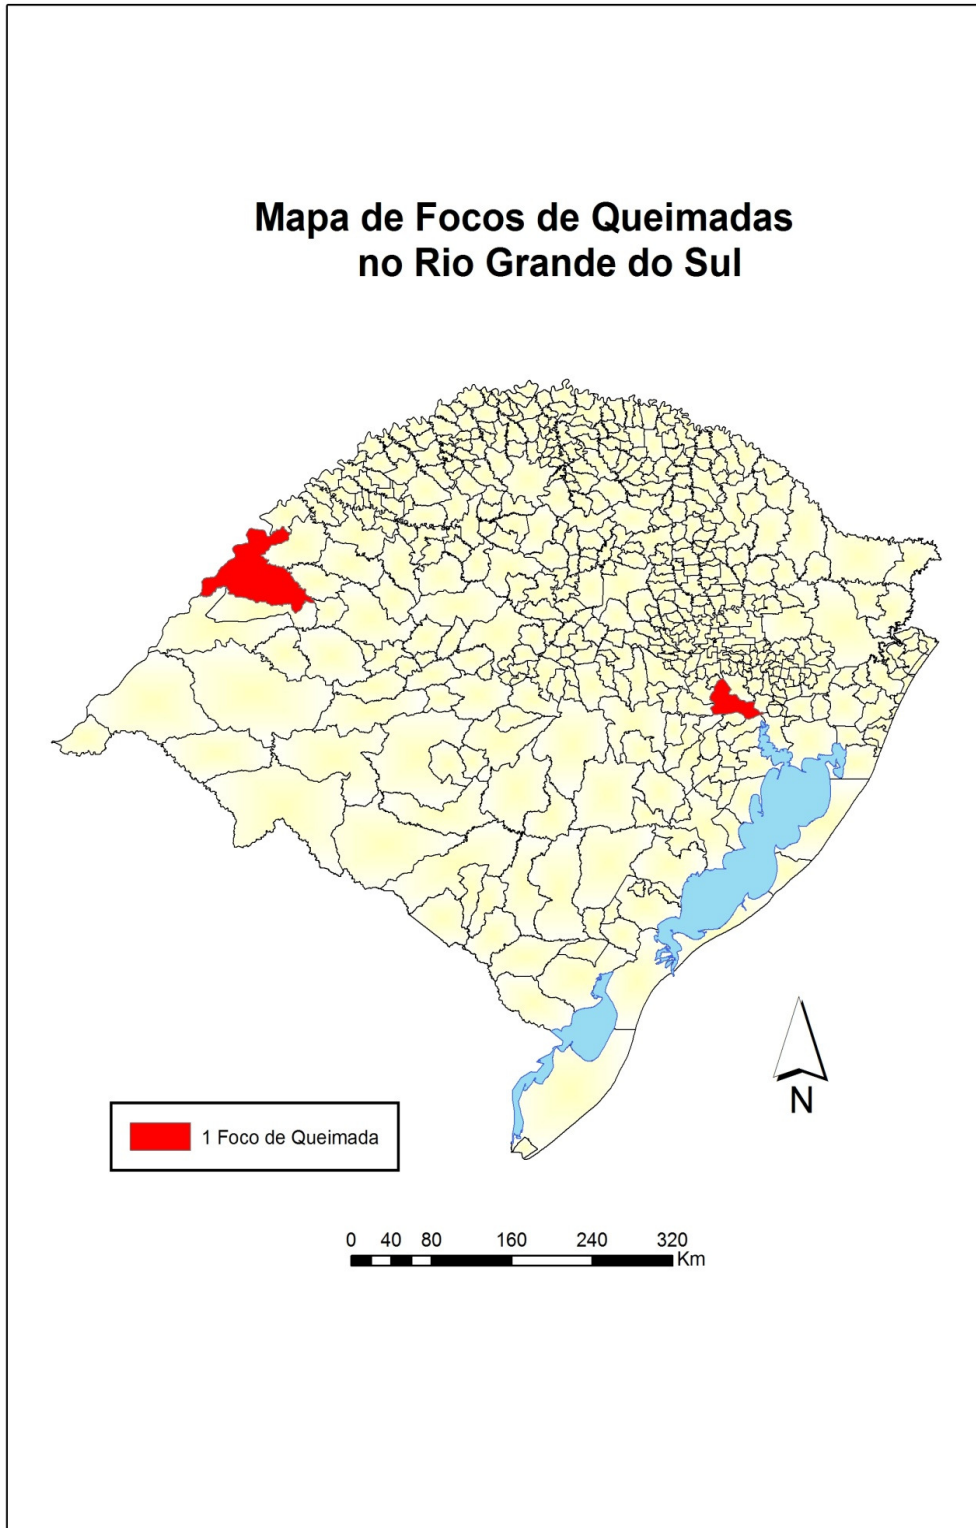 Mapa de Focos de Queimadas
no Rio Grande do Sul
N
1 Foco de Queimada
0 40 80 160 240 320
Km